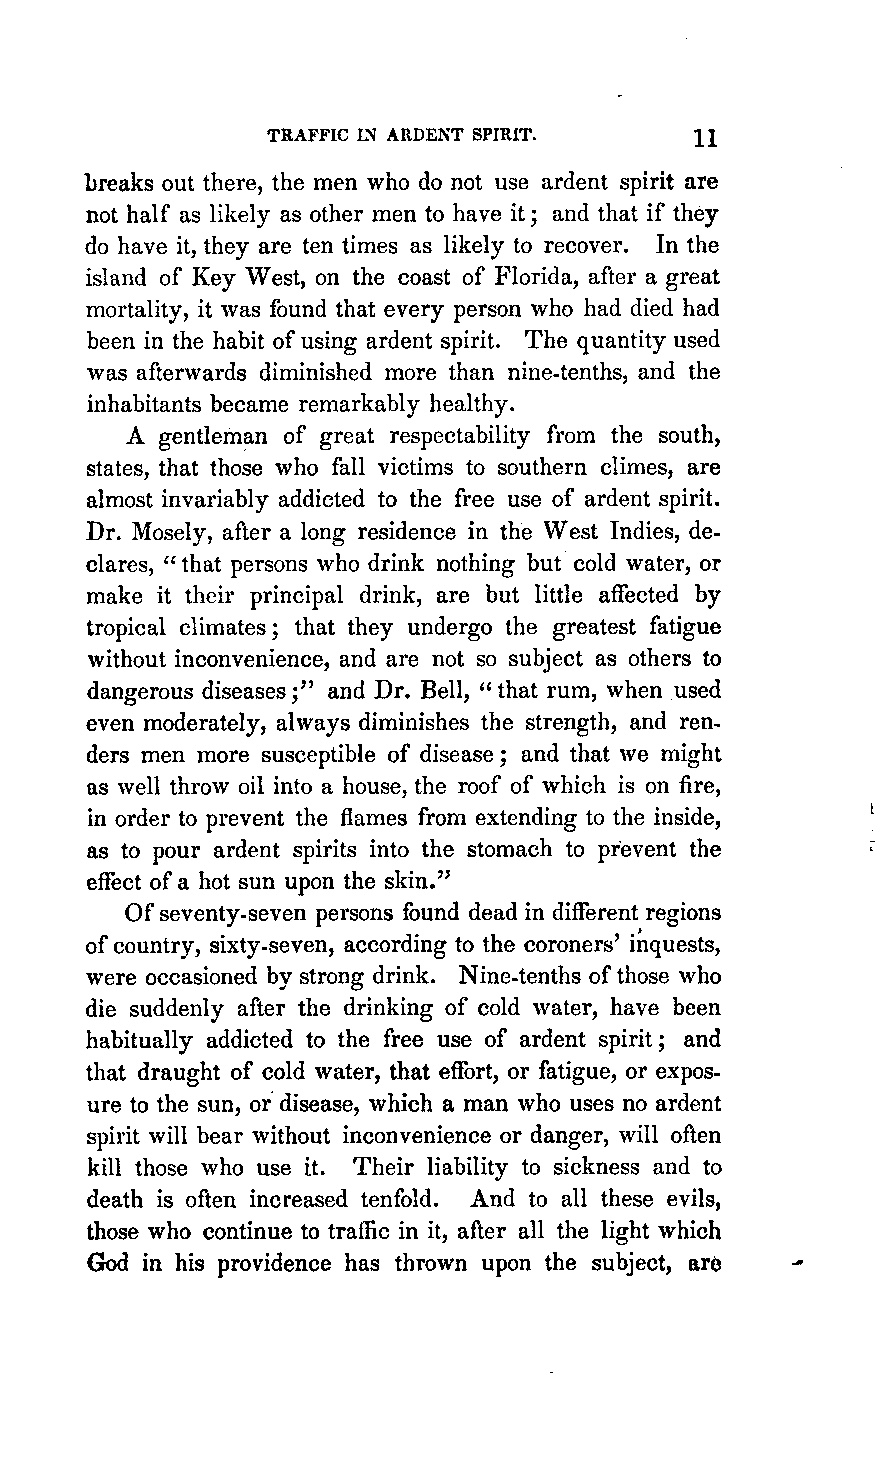 TRAFFIC IN ARDENT SPIRIT. 11
breaks out there, the men who do not use ardent spirit are
not half as likely as other men to have it; and that if they
do have it, they are ten times as likely to recover. In the
island of Key West, on the coast of Florida, after a great
mortality, it was found that every person who had died had
been in the habit of using ardent spirit. The quantity used
was afterwards diminished more than nine-tenths, and the
inhabitants became remarkably healthy.
A gentleman of great respectability from the south,
states, that those who fall victims to southern climes, are
almost invariably addicted to the free use of ardent spirit.
Dr. Mosely, after a long residence in the West Indies, de-
clares, "that persons who drink nothing but cold water, or
make it their principal drink, are but little affected by
tropical climates; that they undergo the greatest fatigue
without inconvenience, and are not so subject as others to
dangerous diseases;" and Dr. Bell, "that rum, when used
even moderately, always diminishes the strength, and ren-
ders men more susceptible of disease; and that we might
as well throw oil into a house, the roof of which is on fire,
in order to prevent the flames from extending to the inside,
as to pour ardent spirits into the stomach to prevent the
effect of a hot sun upon the skin."
Of seventy-seven persons found dead in different regions
of country, sixty-seven, according to the coroners' inquests,
were occasioned by strong drink. Nine-tenths of those who
die suddenly after the drinking of cold water, have been
habitually addicted to the free use of ardent spirit; and
that draught of cold water, that effort, or fatigue, or expos-
ure to the sun, or disease, which a man who uses no ardent
spirit will bear without inconvenience or danger, will often
kill those who use it. Their liability to sickness and to
death is often increased tenfold. And to all these evils,
those who continue to traffic in it, after all the light which
God in his providence has thrown upon the subject, are